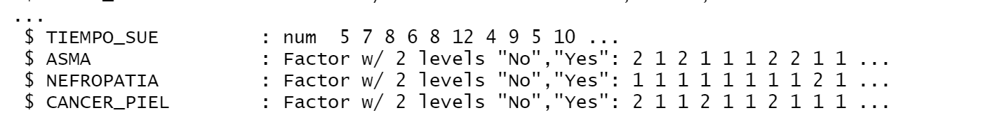 ...
$ TIEMPO_SUE : num 5 7 8 6 8 12 4 9 5 10 ...
$ ASMA : Factor w/ 2 levels "No","Yes": 2 1 2 1 1 1 2 2 1 1 ...
$ NEFROPATIA : Factor w/ 2 levels "No","Yes": 1 1 1 1 1 1 1 1 2 1 ...
$ CANCER_PIEL : Factor w/ 2 levels "No","Yes": 2 1 1 2 1 1 2 1 1 1 ...